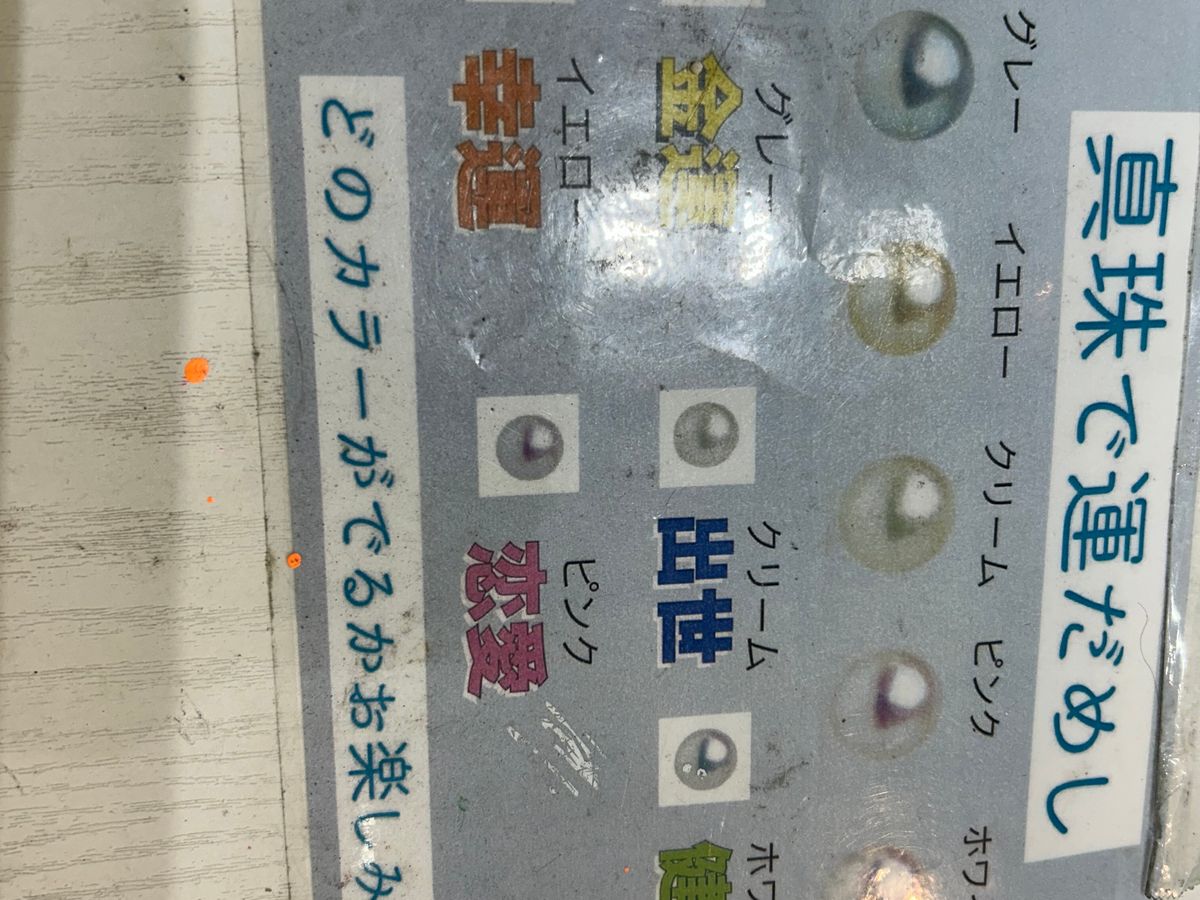 真珠で運だめし
グレー イエロー クリーム ピンク ホワ
グレー クリーム ホワ
金運 出世 健
イエロー ピンク
幸運 恋愛
どのカラーがでるかお楽しみ